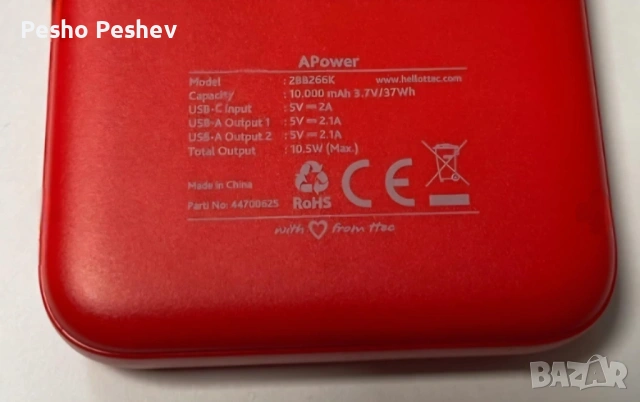 Pesho Peshev
APower
Model : 2BB266K www.hellottec.com
Capacity : 10.000 mAh 3.7V/37Wh
USB-C Input : 5V ⎓ 2A
USB-A Output 1 : 5V ⎓ 2.1A
USB-A Output 2 : 5V ⎓ 2.1A
Total Output : 10.5W (Max.)
Made in China
Parti No: 44700625
RoHS
CE
with ♡ from ttec
BAZAR